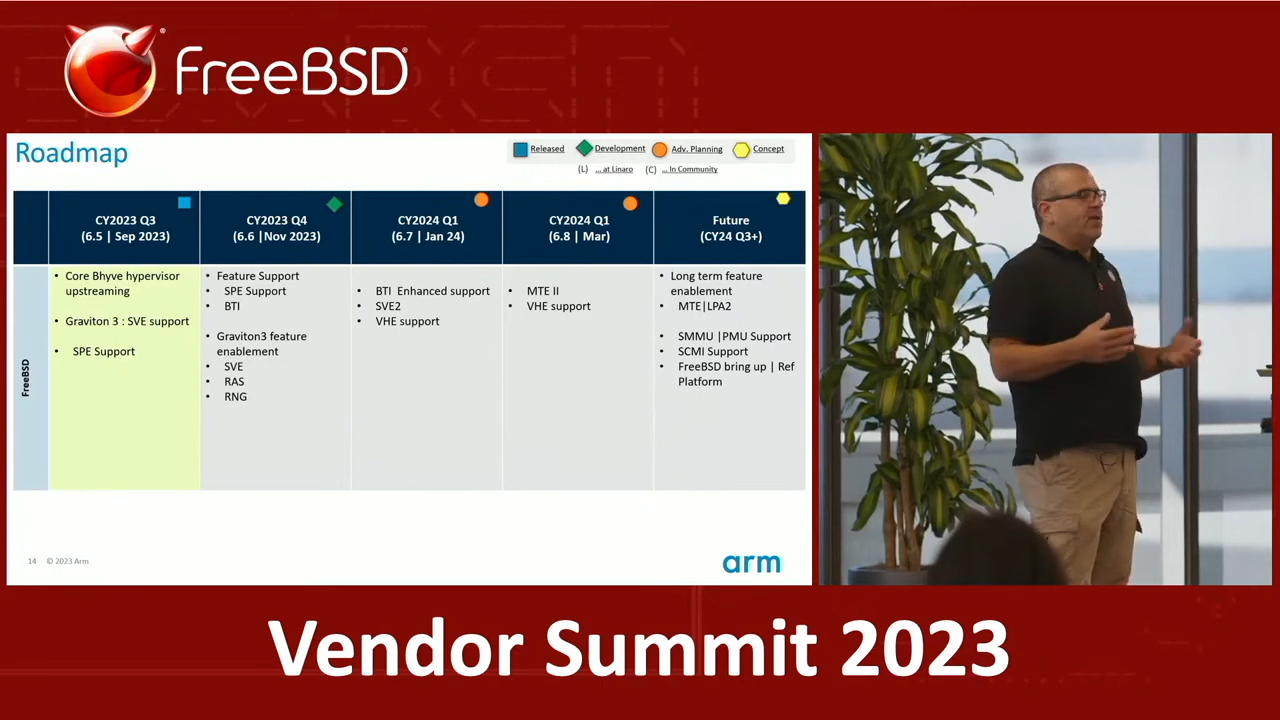 FreeBSD®
Roadmap
Released Development Adv. Planning Concept
(L) ... at Linaro (C) ... In Community
CY2023 Q3
(6.5 | Sep 2023)
CY2023 Q4
(6.6 |Nov 2023)
CY2024 Q1
(6.7 | Jan 24)
CY2024 Q1
(6.8 | Mar)
Future
(CY24 Q3+)
FreeBSD
• Core Bhyve hypervisor
upstreaming
• Graviton 3 : SVE support
• SPE Support
• Feature Support
• SPE Support
• BTI
• Graviton3 feature
enablement
• SVE
• RAS
• RNG
• BTI Enhanced support
• SVE2
• VHE support
• MTE II
• VHE support
• Long term feature
enablement
• MTE|LPA2
• SMMU |PMU Support
• SCMI Support
• FreeBSD bring up | Ref
Platform
14 © 2023 Arm
arm
Vendor Summit 2023